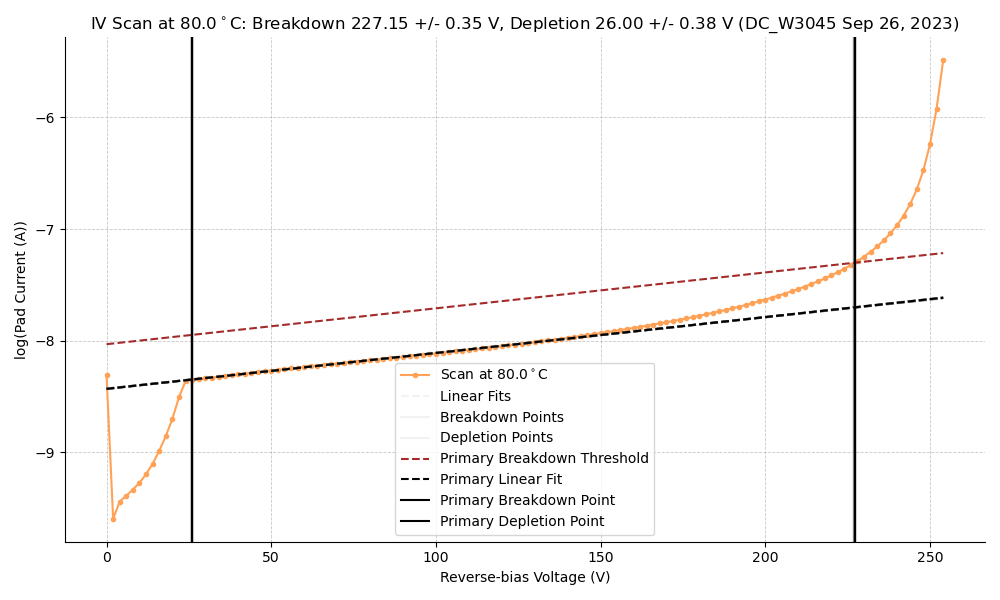 IV Scan at 80.0°C: Breakdown 227.15 +/- 0.35 V, Depletion 26.00 +/- 0.38 V (DC_W3045 Sep 26, 2023)
log(Pad Current (A))
−6
−7
−8
−9
Scan at 80.0°C
Linear Fits
Breakdown Points
Depletion Points
Primary Breakdown Threshold
Primary Linear Fit
Primary Breakdown Point
Primary Depletion Point
0 50 100 150 200 250
Reverse-bias Voltage (V)